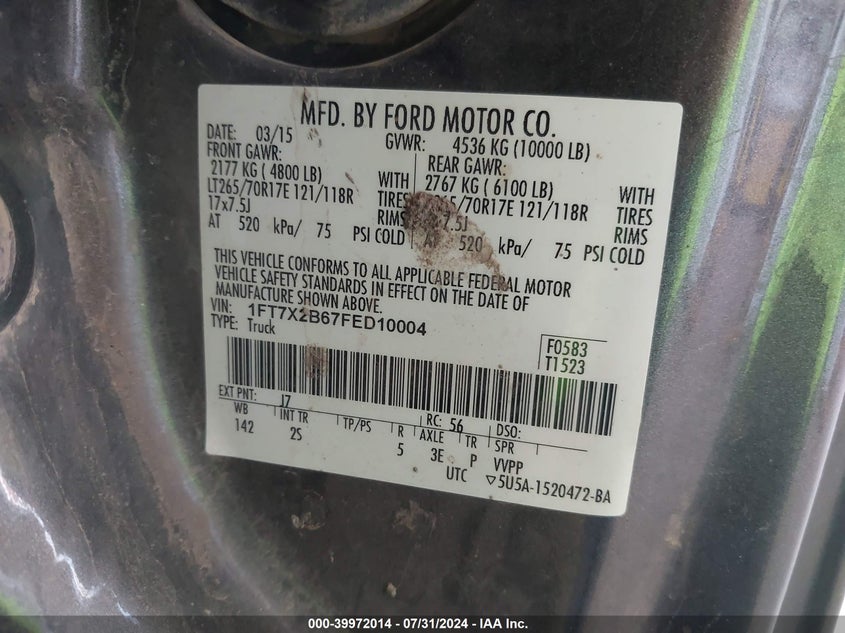 MFD. BY FORD MOTOR CO.
DATE: 03/15 GVWR: 4536 KG (10000 LB)
FRONT GAWR: REAR GAWR:
2177 KG ( 4800 LB) WITH 2767 KG ( 6100 LB) WITH
LT265/70R17E 121/118R TIRES 65/70R17E 121/118R TIRES
17x7.5J RIMS 7.5J RIMS
AT 520 kPa/ 75 PSI COLD AT 520 kPa/ 75 PSI COLD
THIS VEHICLE CONFORMS TO ALL APPLICABLE FEDERAL MOTOR
VEHICLE SAFETY STANDARDS IN EFFECT ON THE DATE OF
MANUFACTURE SHOWN ABOVE.
VIN: 1FT7X2B67FED10004
TYPE: Truck
F0583
T1523
EXT PNT: J7 RC: 56 DSO:
WB INT TR TP/PS R AXLE TR SPR
142 2S 5 3E P VVPP
UTC ▽5U5A-1520472-BA
000-39972014 - 07/31/2024 - IAA Inc.